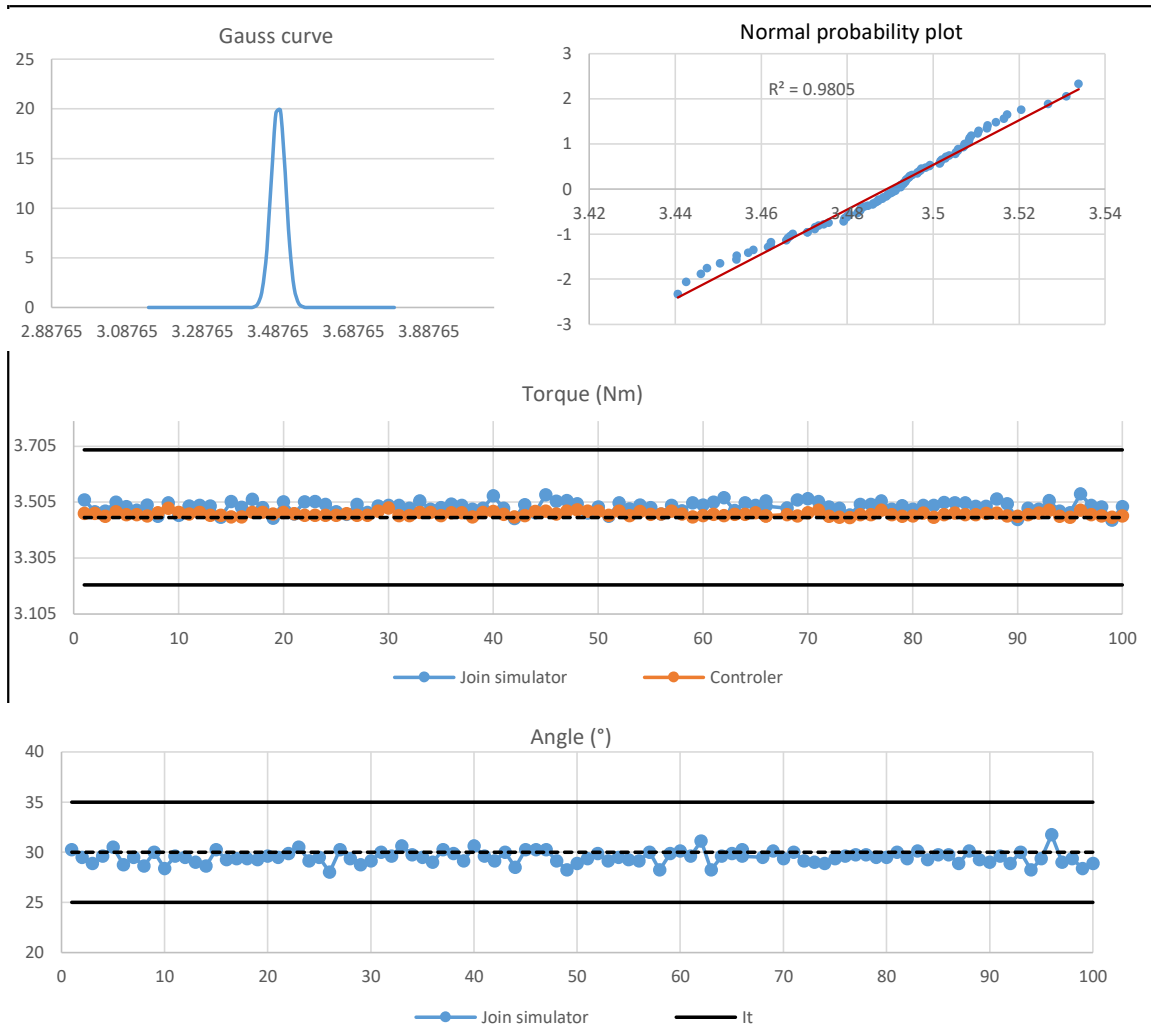 Gauss curve
25
20
15
10
5
0
2.88765 3.08765 3.28765 3.48765 3.68765 3.88765
Normal probability plot
R² = 0.9805
3
2
1
0
-1
-2
-3
3.42 3.44 3.46 3.48 3.5 3.52 3.54
Torque (Nm)
3.705
3.505
3.305
3.105
0 10 20 30 40 50 60 70 80 90 100
Join simulator Controler
Angle (°)
40
35
30
25
20
0 10 20 30 40 50 60 70 80 90 100
Join simulator It